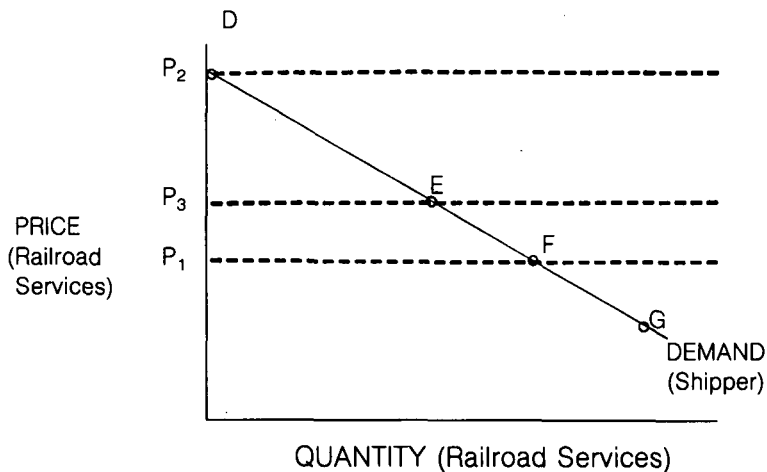 D
P₂
E
P₃
PRICE
(Railroad
Services)
F
P₁
G
DEMAND
(Shipper)
QUANTITY (Railroad Services)